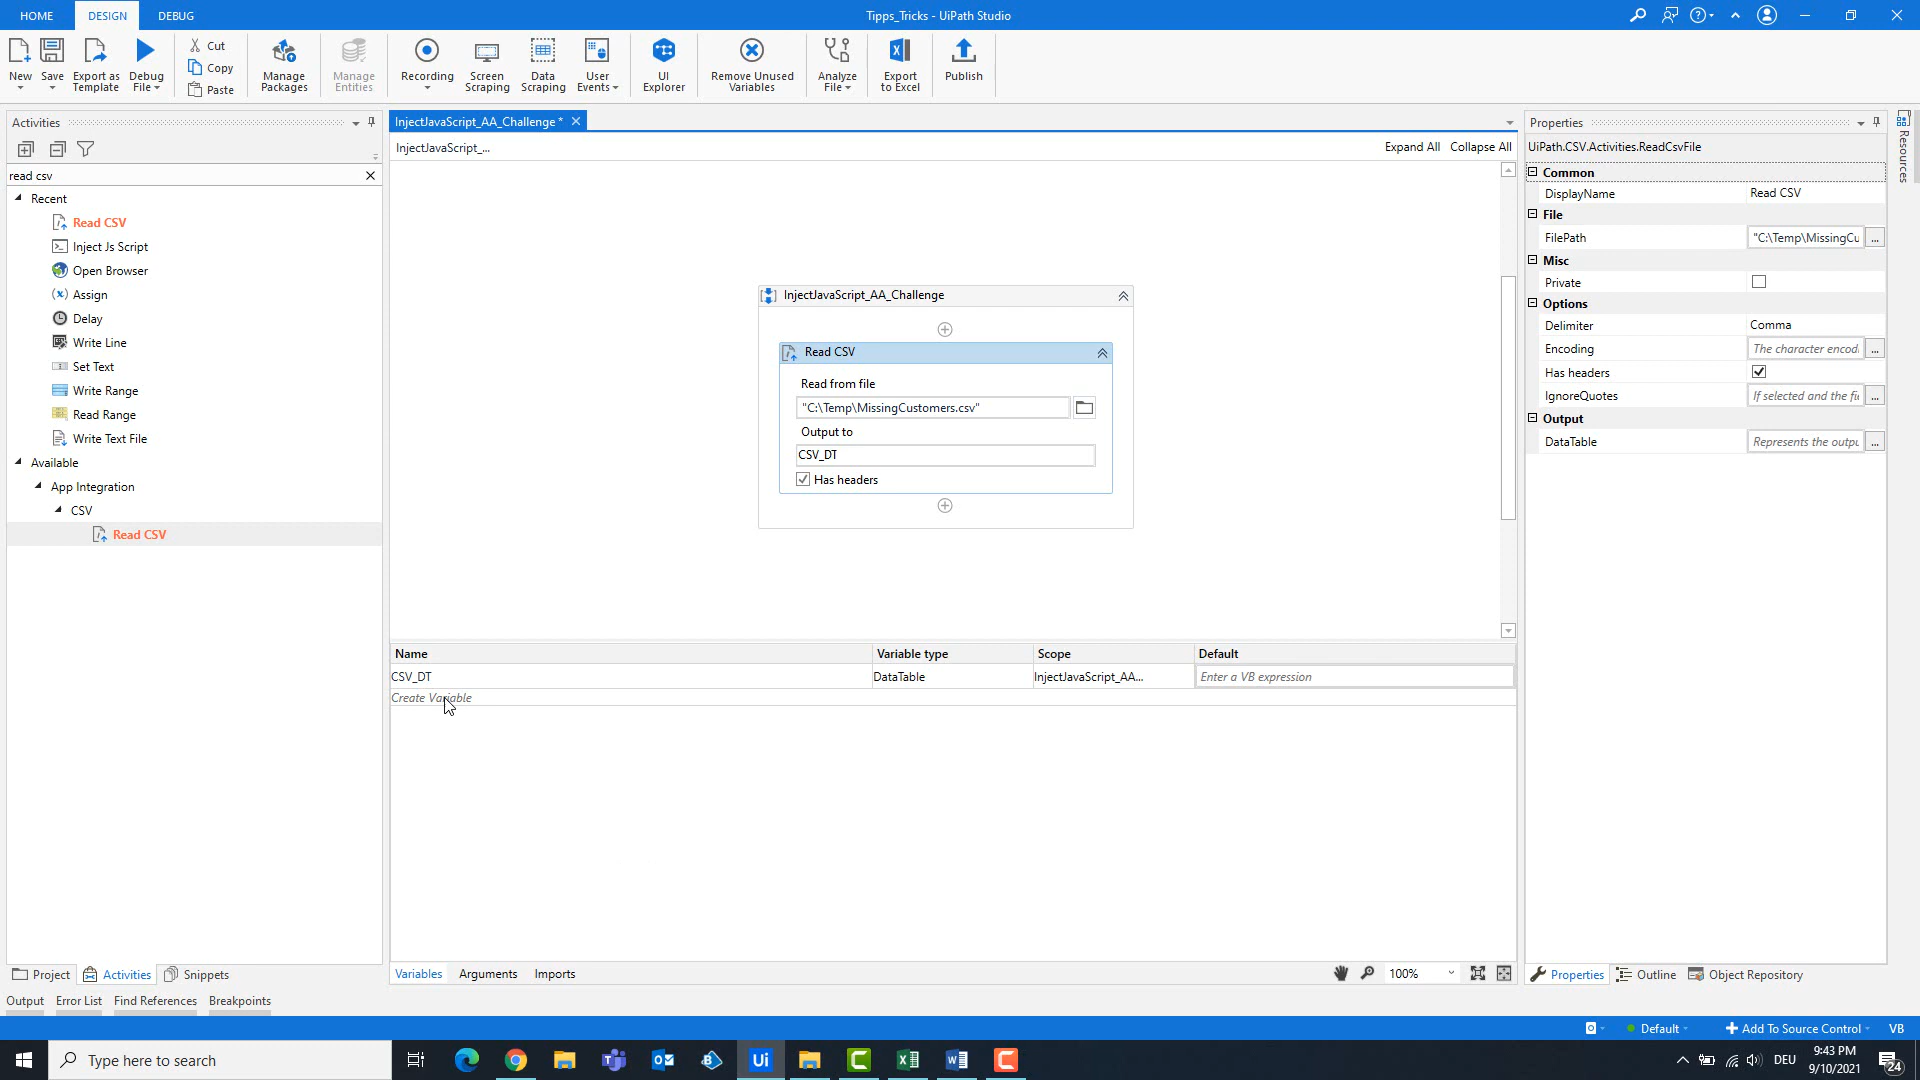 HOME DESIGN DEBUG Tipps_Tricks - UiPath Studio
New Save Export as Template Debug File Cut Copy Paste Manage Packages Manage Entities Recording Screen Scraping Data Scraping User Events UI Explorer Remove Unused Variables Analyze File Export to Excel Publish
Activities
read csv
Recent
Read CSV
Inject Js Script
Open Browser
Assign
Delay
Write Line
Set Text
Write Range
Read Range
Write Text File
Available
App Integration
CSV
Read CSV
Project Activities Snippets
InjectJavaScript_AA_Challenge *
InjectJavaScript_... Expand All Collapse All
InjectJavaScript_AA_Challenge
Read CSV
Read from file
"C:\Temp\MissingCustomers.csv"
Output to
CSV_DT
Has headers
Name Variable type Scope Default
CSV_DT DataTable InjectJavaScript_AA... Enter a VB expression
Create Variable
Variables Arguments Imports 100%
Properties
UiPath.CSV.Activities.ReadCsvFile
Common
DisplayName Read CSV
File
FilePath "C:\Temp\MissingCu ...
Misc
Private
Options
Delimiter Comma
Encoding The character encodi ...
Has headers
IgnoreQuotes If selected and the fi ...
Output
DataTable Represents the outpu ...
Properties Outline Object Repository
Resources
Output Error List Find References Breakpoints
Default Add To Source Control VB
Type here to search Ui DEU 9:43 PM
9/10/2021 24